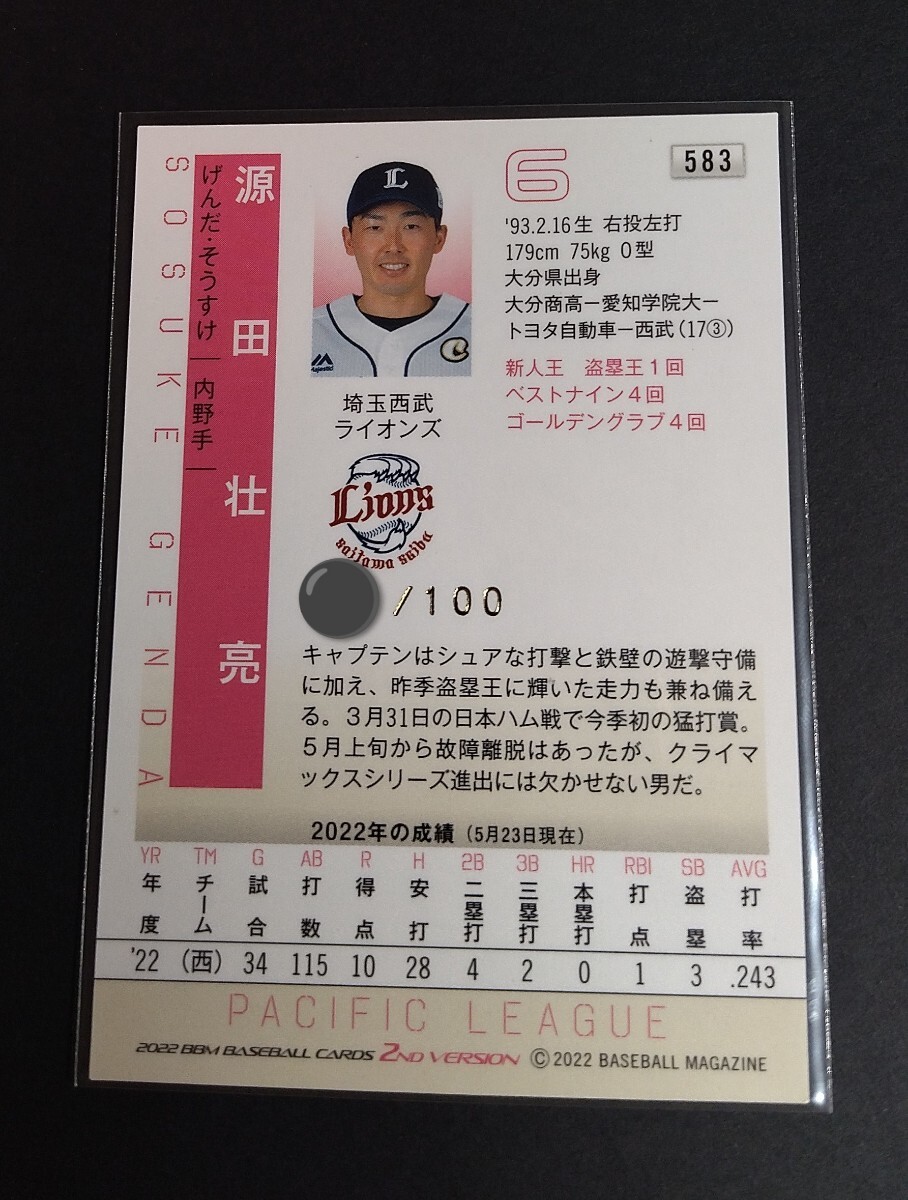 583
6
源田壮亮
げんだ・そうすけ 内野手
SOSUKE GENDA
L
Majestic
'93.2.16生 右投左打
179cm 75kg O型
大分県出身
大分商高ー愛知学院大ー
トヨタ自動車ー西武(17③)
新人王 盗塁王1回
ベストナイン4回
ゴールデングラブ4回
埼玉西武
ライオンズ
Lions
saitama seibu
/100
キャプテンはシュアな打撃と鉄壁の遊撃守備
に加え、昨季盗塁王に輝いた走力も兼ね備え
る。3月31日の日本ハム戦で今季初の猛打賞。
5月上旬から故障離脱はあったが、クライマ
ックスシリーズ進出には欠かせない男だ。
2022年の成績(5月23日現在)
YR TM G AB R H 2B 3B HR RBI SB AVG
年度 チーム 試合 打数 得点 安打 二塁打 三塁打 本塁打 打点 盗塁 打率
'22 (西) 34 115 10 28 4 2 0 1 3 .243
PACIFIC LEAGUE
2022 BBM BASEBALL CARDS 2ND VERSION ©2022 BASEBALL MAGAZINE